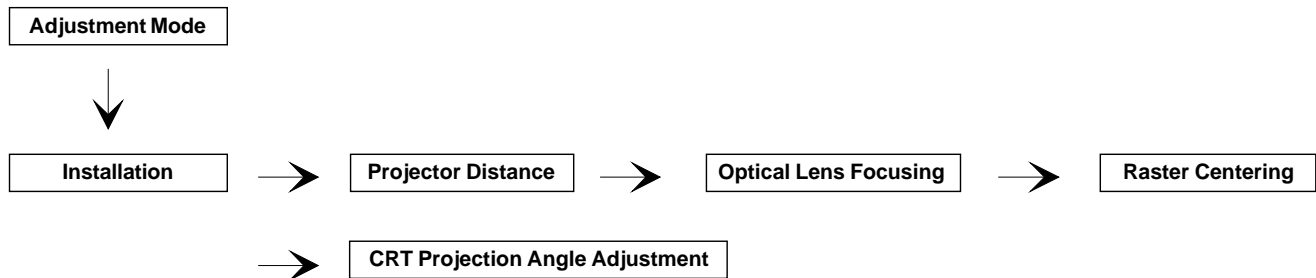 Adjustment Mode
Installation
Projector Distance
Optical Lens Focusing
Raster Centering
CRT Projection Angle Adjustment